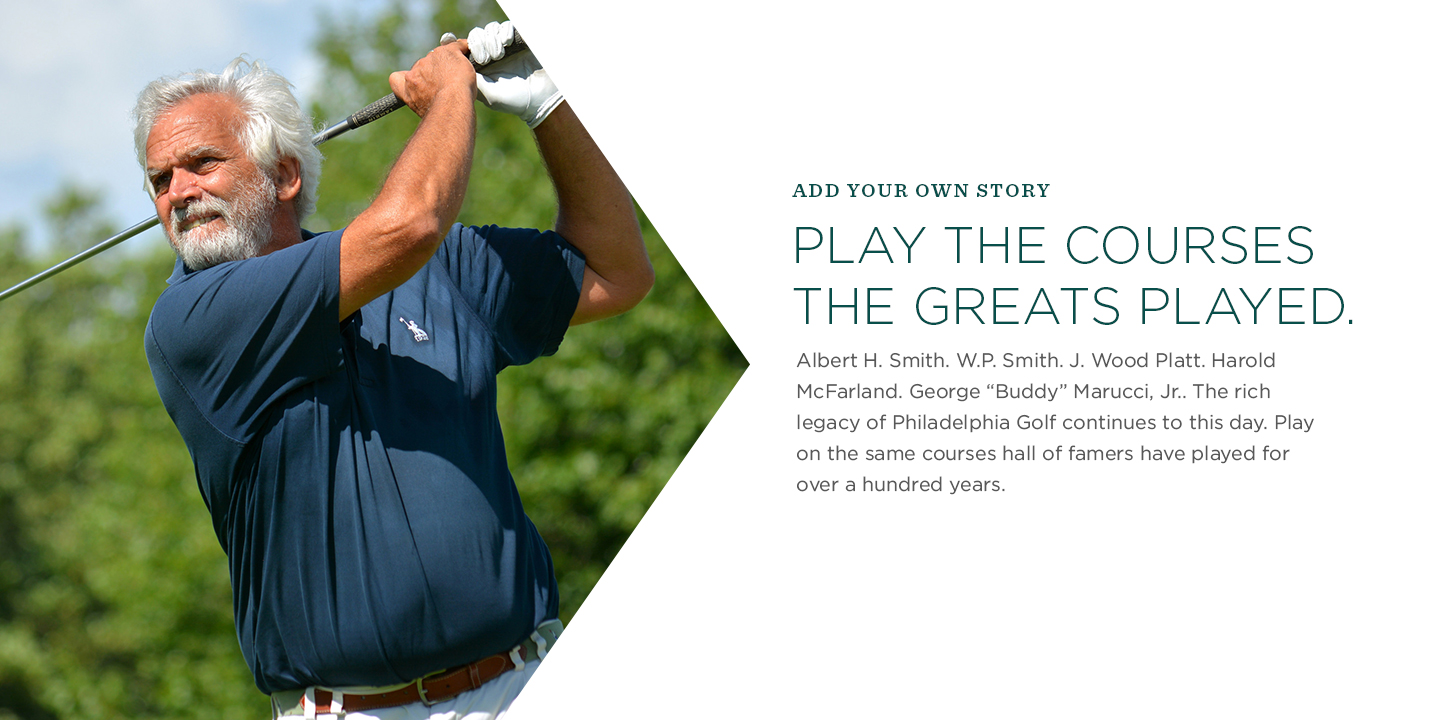 ADD YOUR OWN STORY
PLAY THE COURSES
THE GREATS PLAYED.
Albert H. Smith. W.P. Smith. J. Wood Platt. Harold
McFarland. George “Buddy” Marucci, Jr.. The rich
legacy of Philadelphia Golf continues to this day. Play
on the same courses hall of famers have played for
over a hundred years.